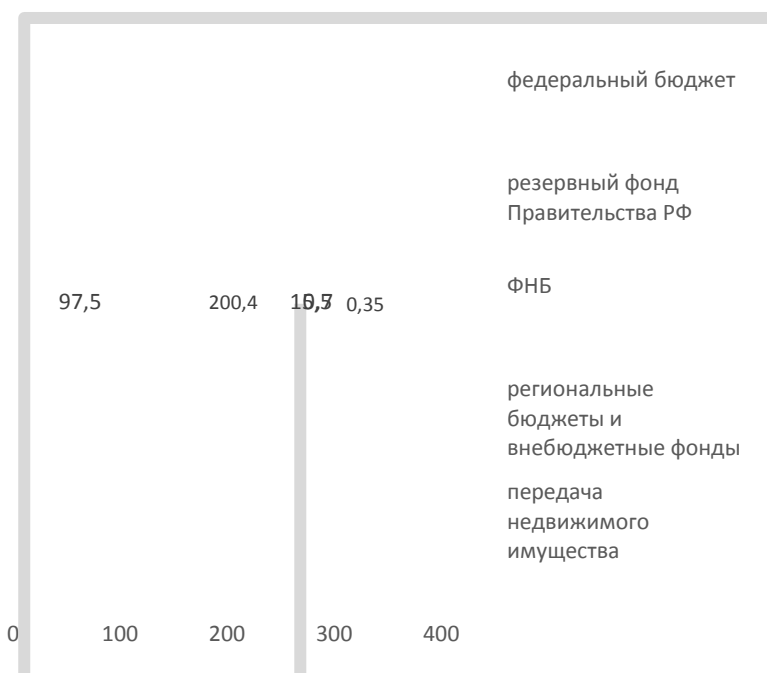 федеральный бюджет
резервный фонд
Правительства РФ
ФНБ
97,5 200,4 0,35
региональные
бюджеты и
внебюджетные фонды
передача
недвижимого
имущества
0 100 200 300 400